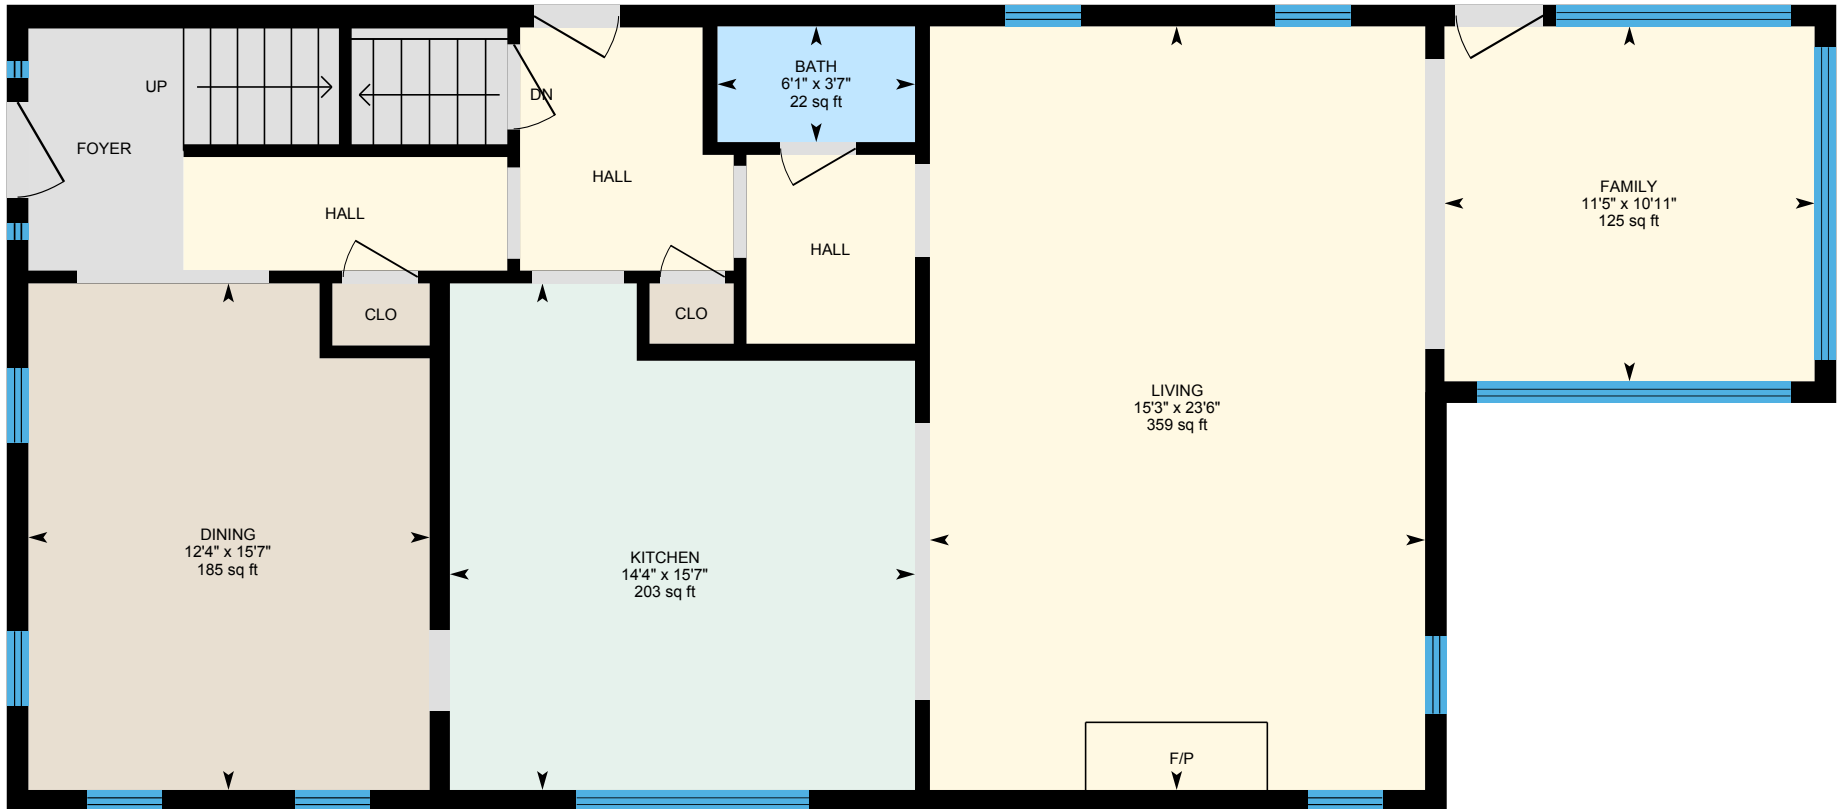 UP
DN
FOYER
BATH
6'1" x 3'7"
22 sq ft
HALL
HALL
HALL
FAMILY
11'5" x 10'11"
125 sq ft
CLO
CLO
LIVING
15'3" x 23'6"
359 sq ft
DINING
12'4" x 15'7"
185 sq ft
KITCHEN
14'4" x 15'7"
203 sq ft
F/P